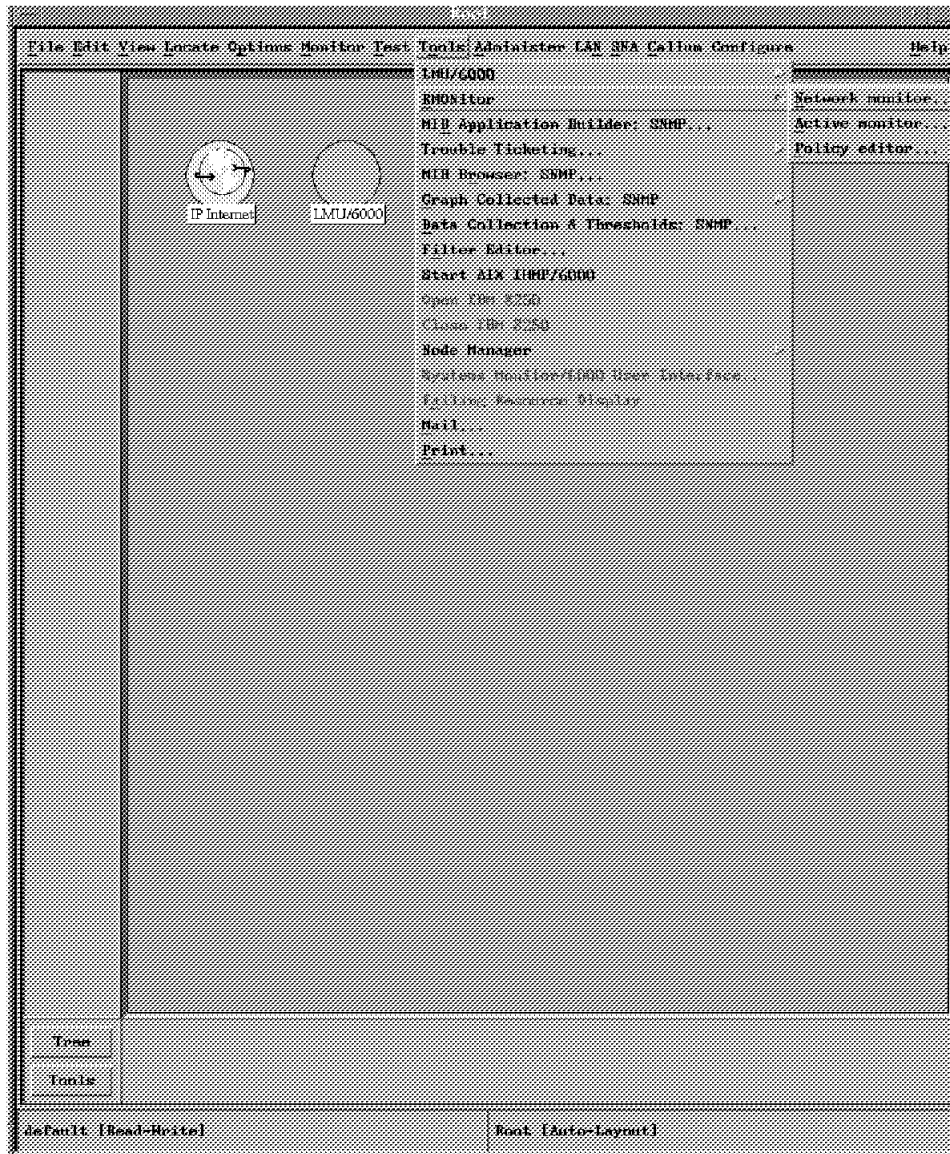 Root
File Edit View Locate Options Monitor Test Tools Administer LAN SNA Callum Configure Help
LMU/6000
RMONitor
Network monitor...
MIB Application Builder: SNMP...
Active monitor...
Trouble Ticketing...
Policy editor...
MIB Browser: SNMP...
Graph Collected Data: SNMP
Data Collection & Thresholds: SNMP...
Filter Editor...
Start AIX IHMP/6000
Open IBM 8250
Close IBM 8250
Node Manager
Systems Monitor/6000 User Interface...
Failing Resource Display
Mail...
Print...
IP Internet
LMU/6000
Tree
Tools
default [Read-Write]
Root [Auto-Layout]